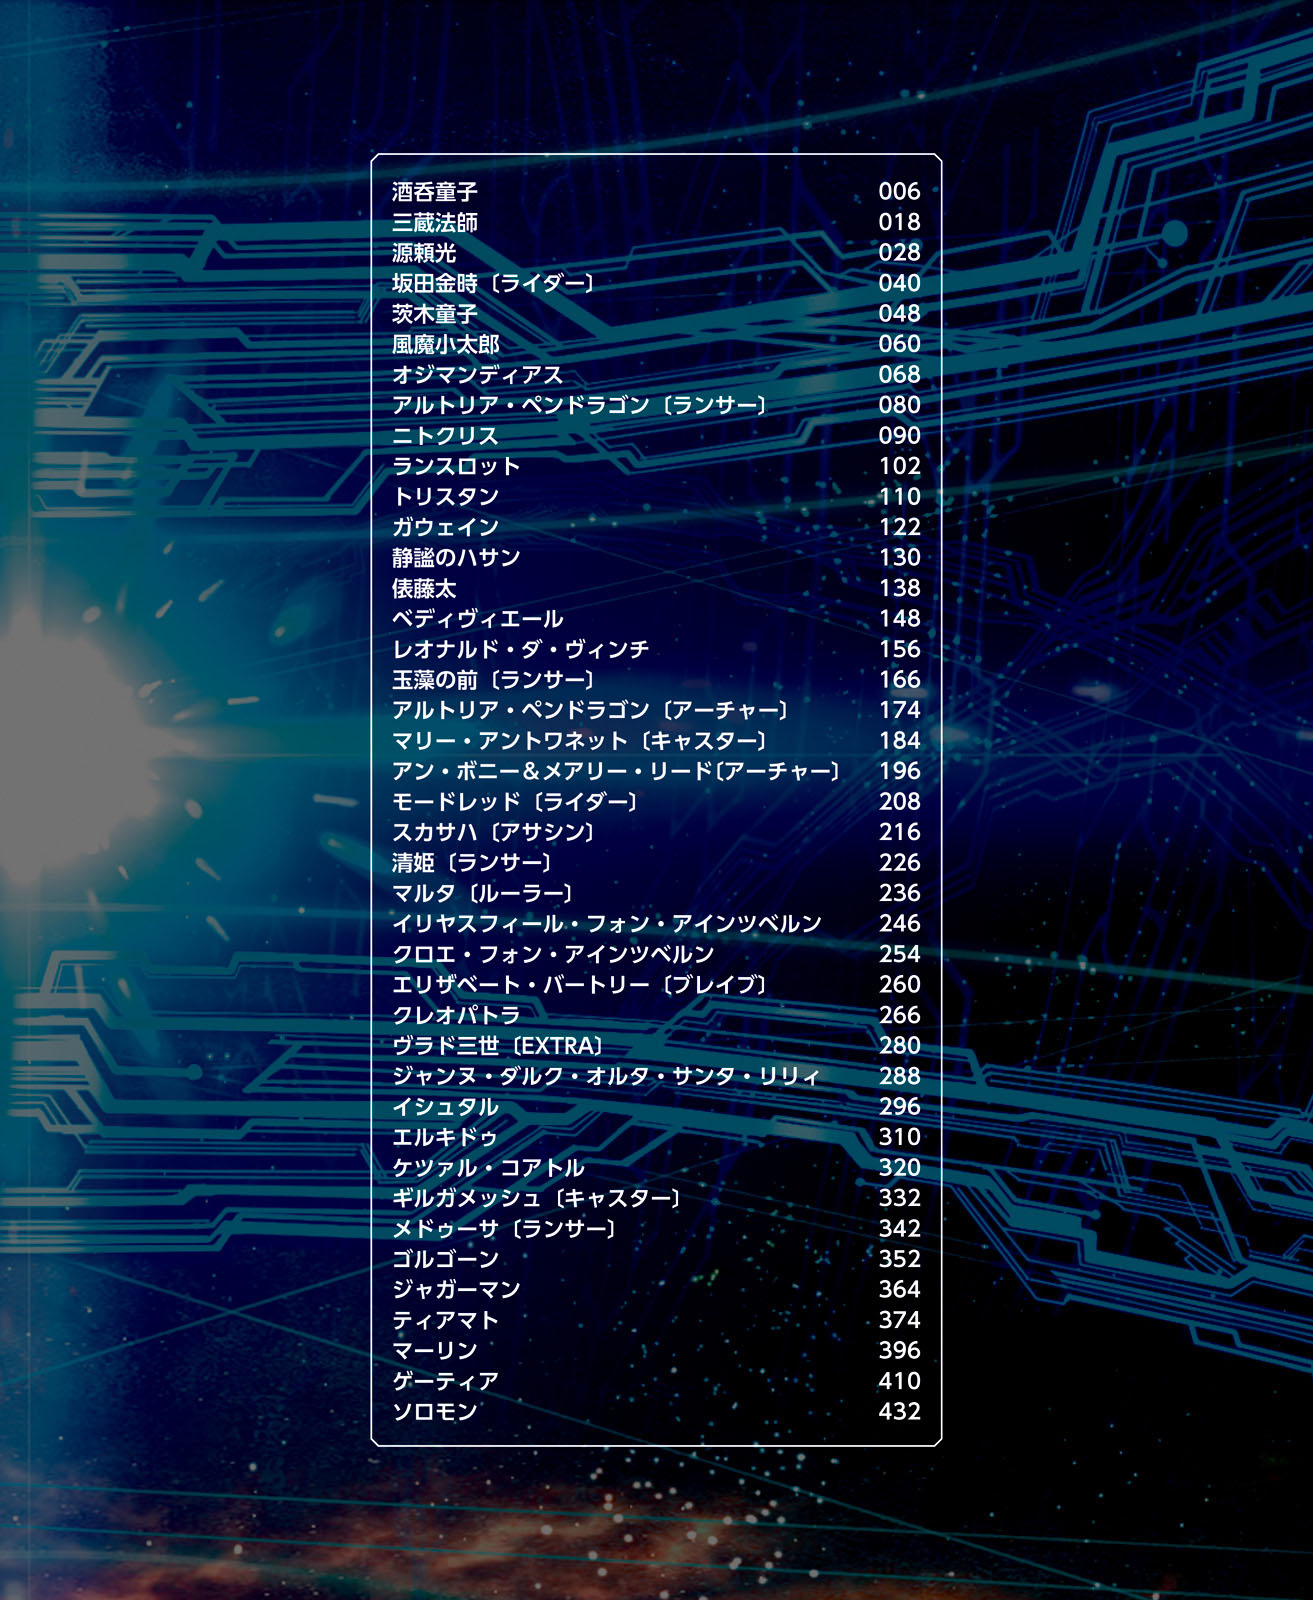 酒呑童子 006
三蔵法師 018
源頼光 028
坂田金時〔ライダー〕 040
茨木童子 048
風魔小太郎 060
オジマンディアス 068
アルトリア・ペンドラゴン〔ランサー〕 080
ニトクリス 090
ランスロット 102
トリスタン 110
ガウェイン 122
静謐のハサン 130
俵藤太 138
ベディヴィエール 148
レオナルド・ダ・ヴィンチ 156
玉藻の前〔ランサー〕 166
アルトリア・ペンドラゴン〔アーチャー〕 174
マリー・アントワネット〔キャスター〕 184
アン・ボニー＆メアリー・リード〔アーチャー〕 196
モードレッド〔ライダー〕 208
スカサハ〔アサシン〕 216
清姫〔ランサー〕 226
マルタ〔ルーラー〕 236
イリヤスフィール・フォン・アインツベルン 246
クロエ・フォン・アインツベルン 254
エリザベート・バートリー〔ブレイブ〕 260
クレオパトラ 266
ヴラド三世〔EXTRA〕 280
ジャンヌ・ダルク・オルタ・サンタ・リリィ 288
イシュタル 296
エルキドゥ 310
ケツァル・コアトル 320
ギルガメッシュ〔キャスター〕 332
メドゥーサ〔ランサー〕 342
ゴルゴーン 352
ジャガーマン 364
ティアマト 374
マーリン 396
ゲーティア 410
ソロモン 432